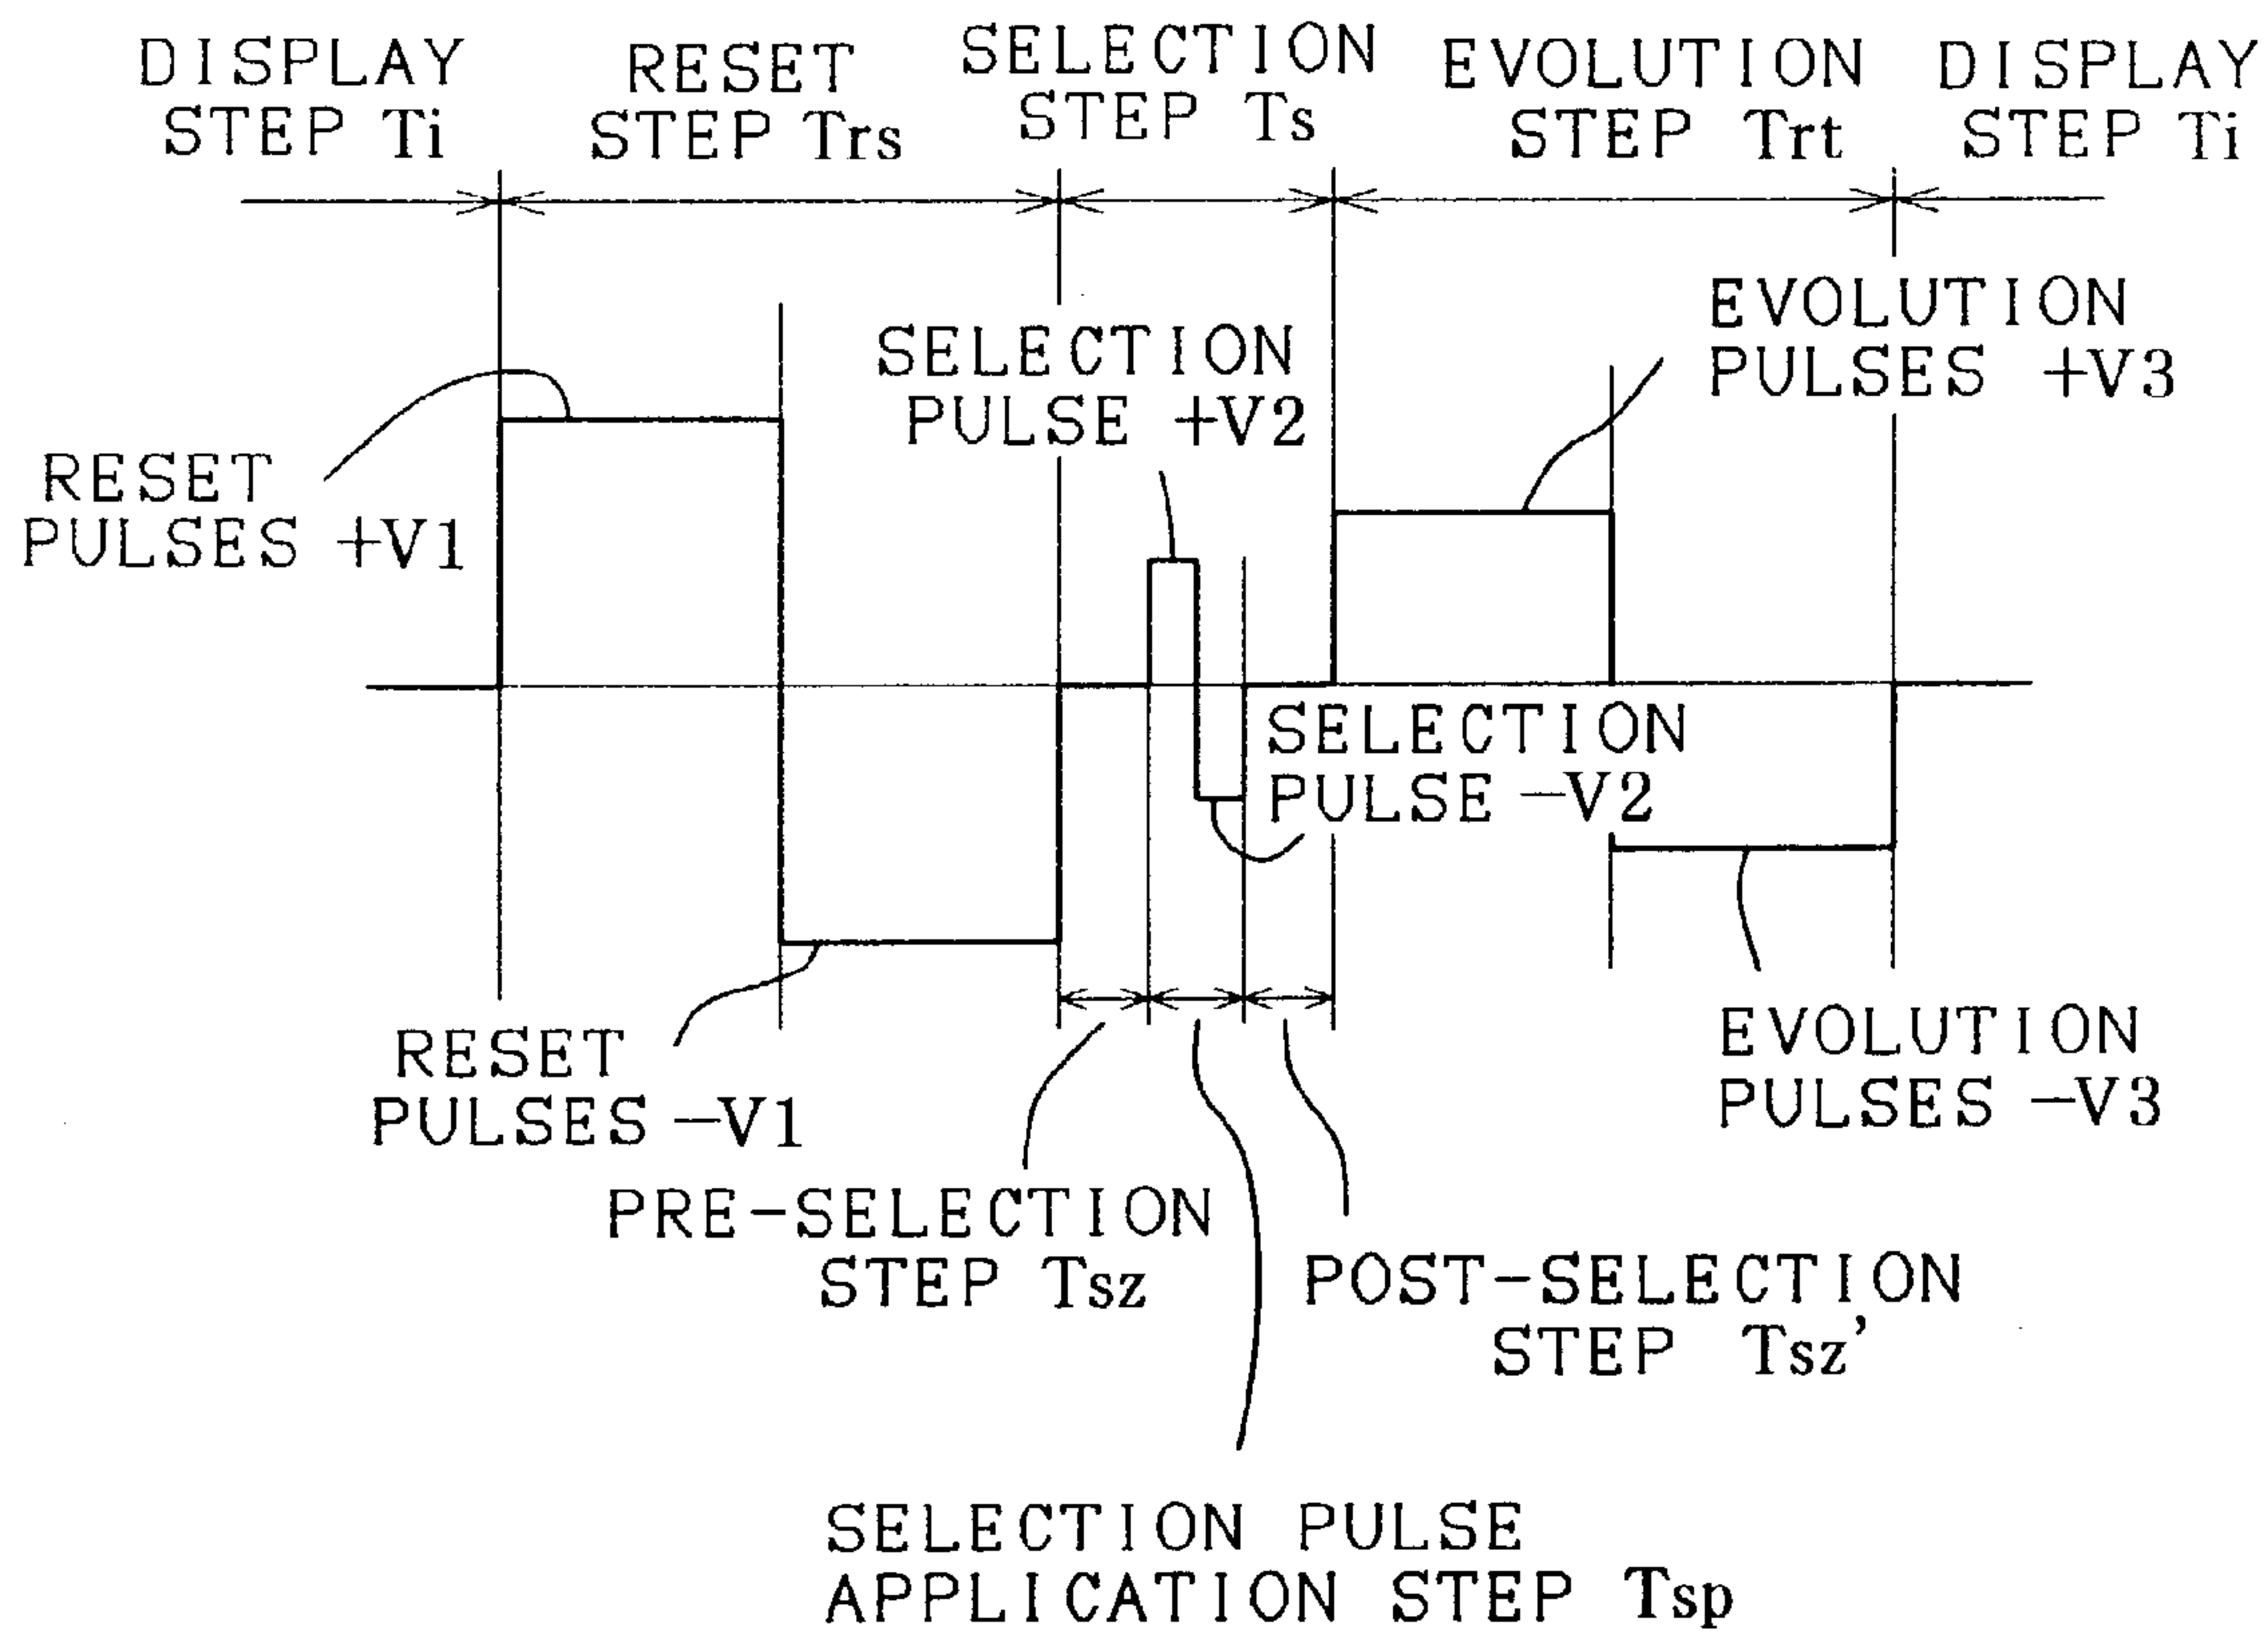 DISPLAY
STEP Ti
RESET
STEP Trs
SELECTION
STEP Ts
EVOLUTION
STEP Trt
DISPLAY
STEP Ti
EVOLUTION
PULSES +V3
SELECTION
PULSE +V2
RESET
PULSES +V1
SELECTION
PULSE -V2
RESET
PULSES -V1
EVOLUTION
PULSES -V3
PRE-SELECTION
STEP Tsz
POST-SELECTION
STEP Tsz'
SELECTION PULSE
APPLICATION STEP Tsp